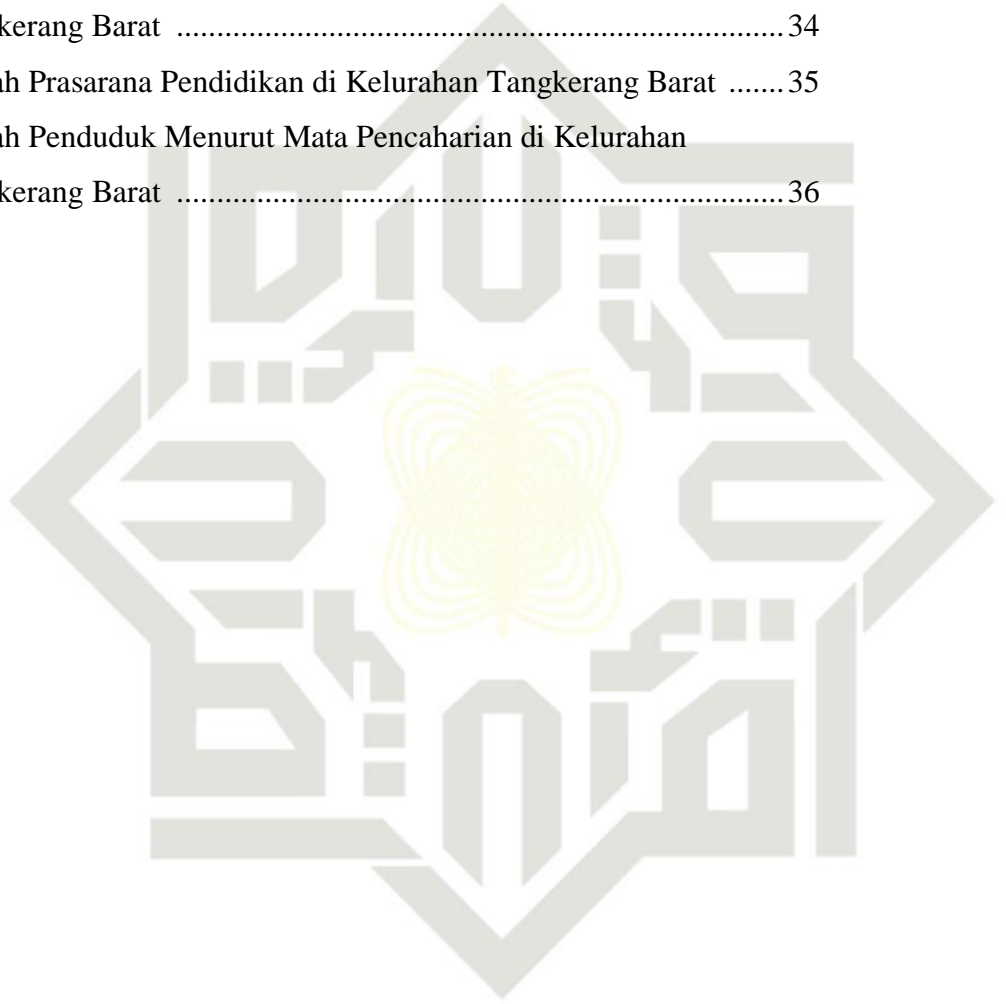 kerang Barat ............................................................................ 34
ah Prasarana Pendidikan di Kelurahan Tangkerang Barat ....... 35
ah Penduduk Menurut Mata Pencaharian di Kelurahan
kerang Barat ............................................................................ 36